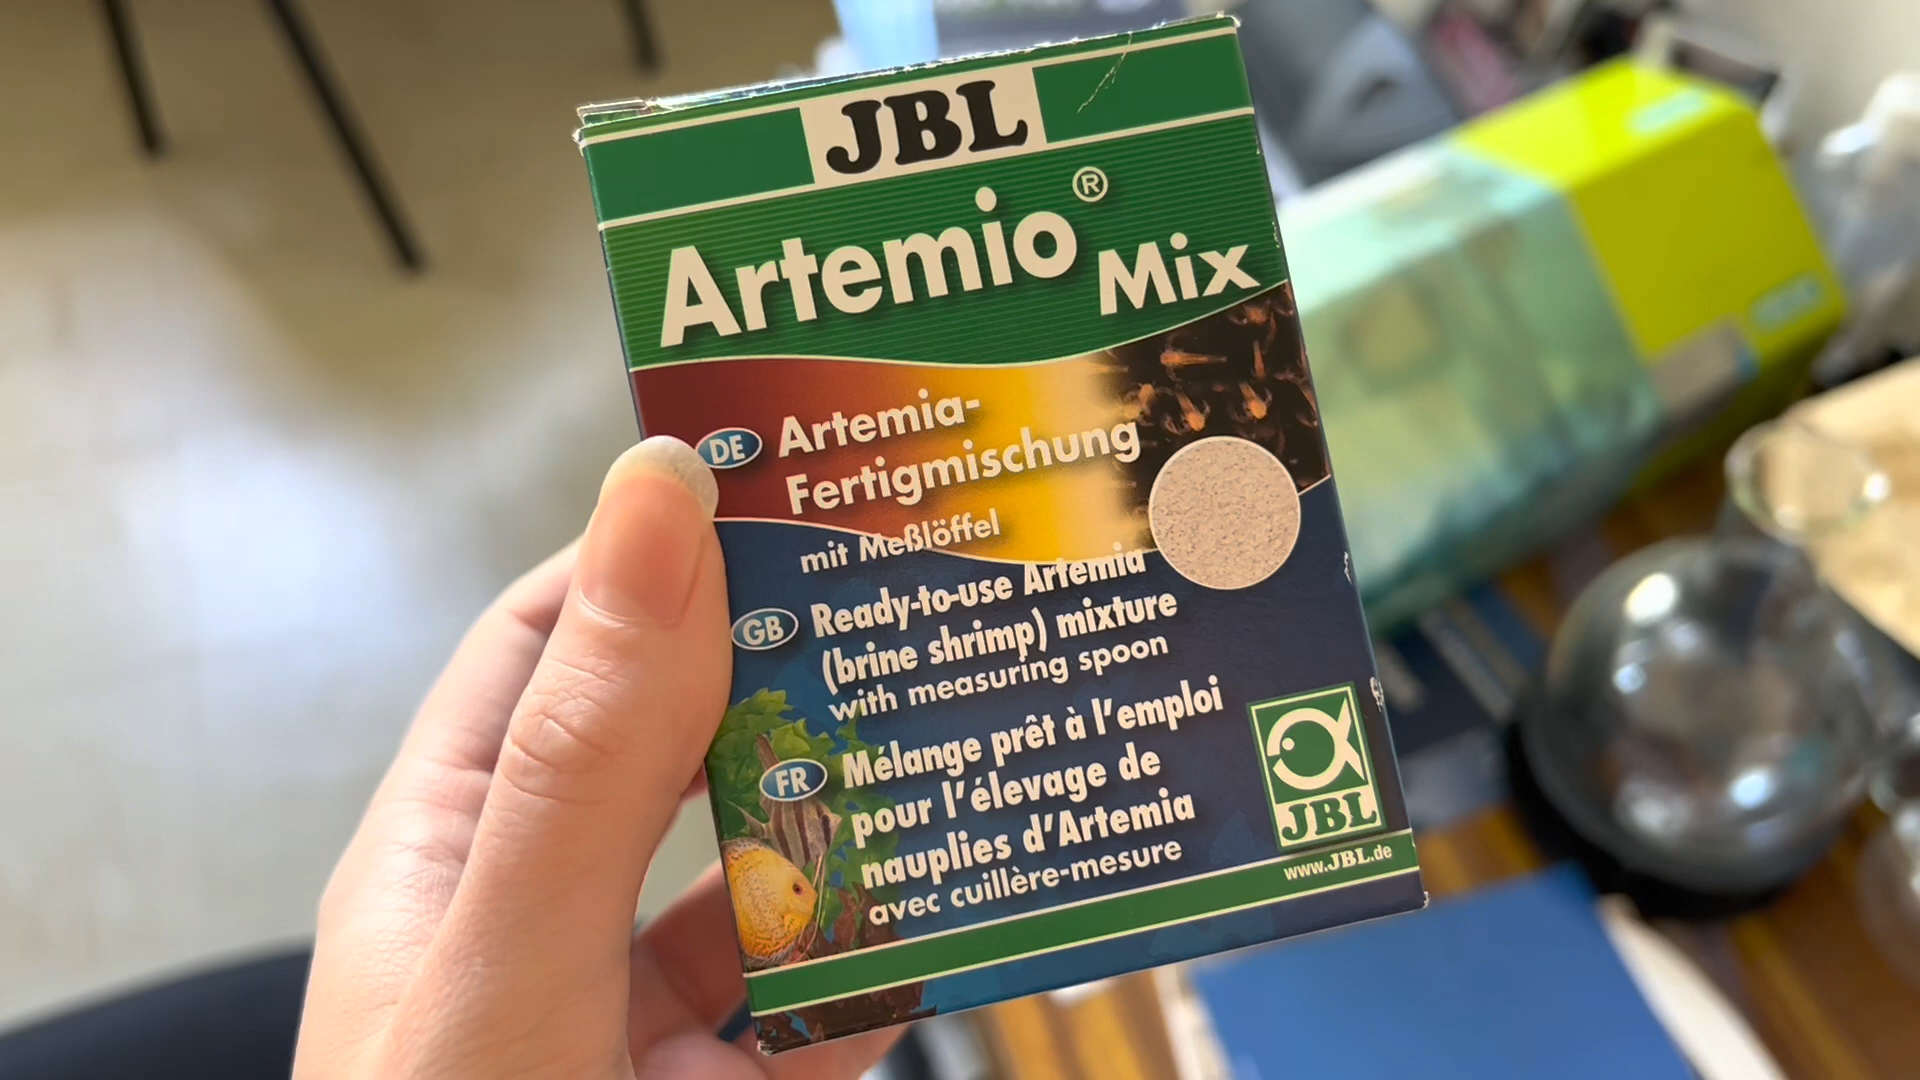 JBL
Artemio®
Mix
DE Artemia-
Fertigmischung
mit Meßlöffel
GB Ready-to-use Artemia
(brine shrimp) mixture
with measuring spoon
FR Mélange prêt à l'emploi
pour l'élevage de
nauplies d'Artemia
avec cuillère-mesure
JBL
www.JBL.de